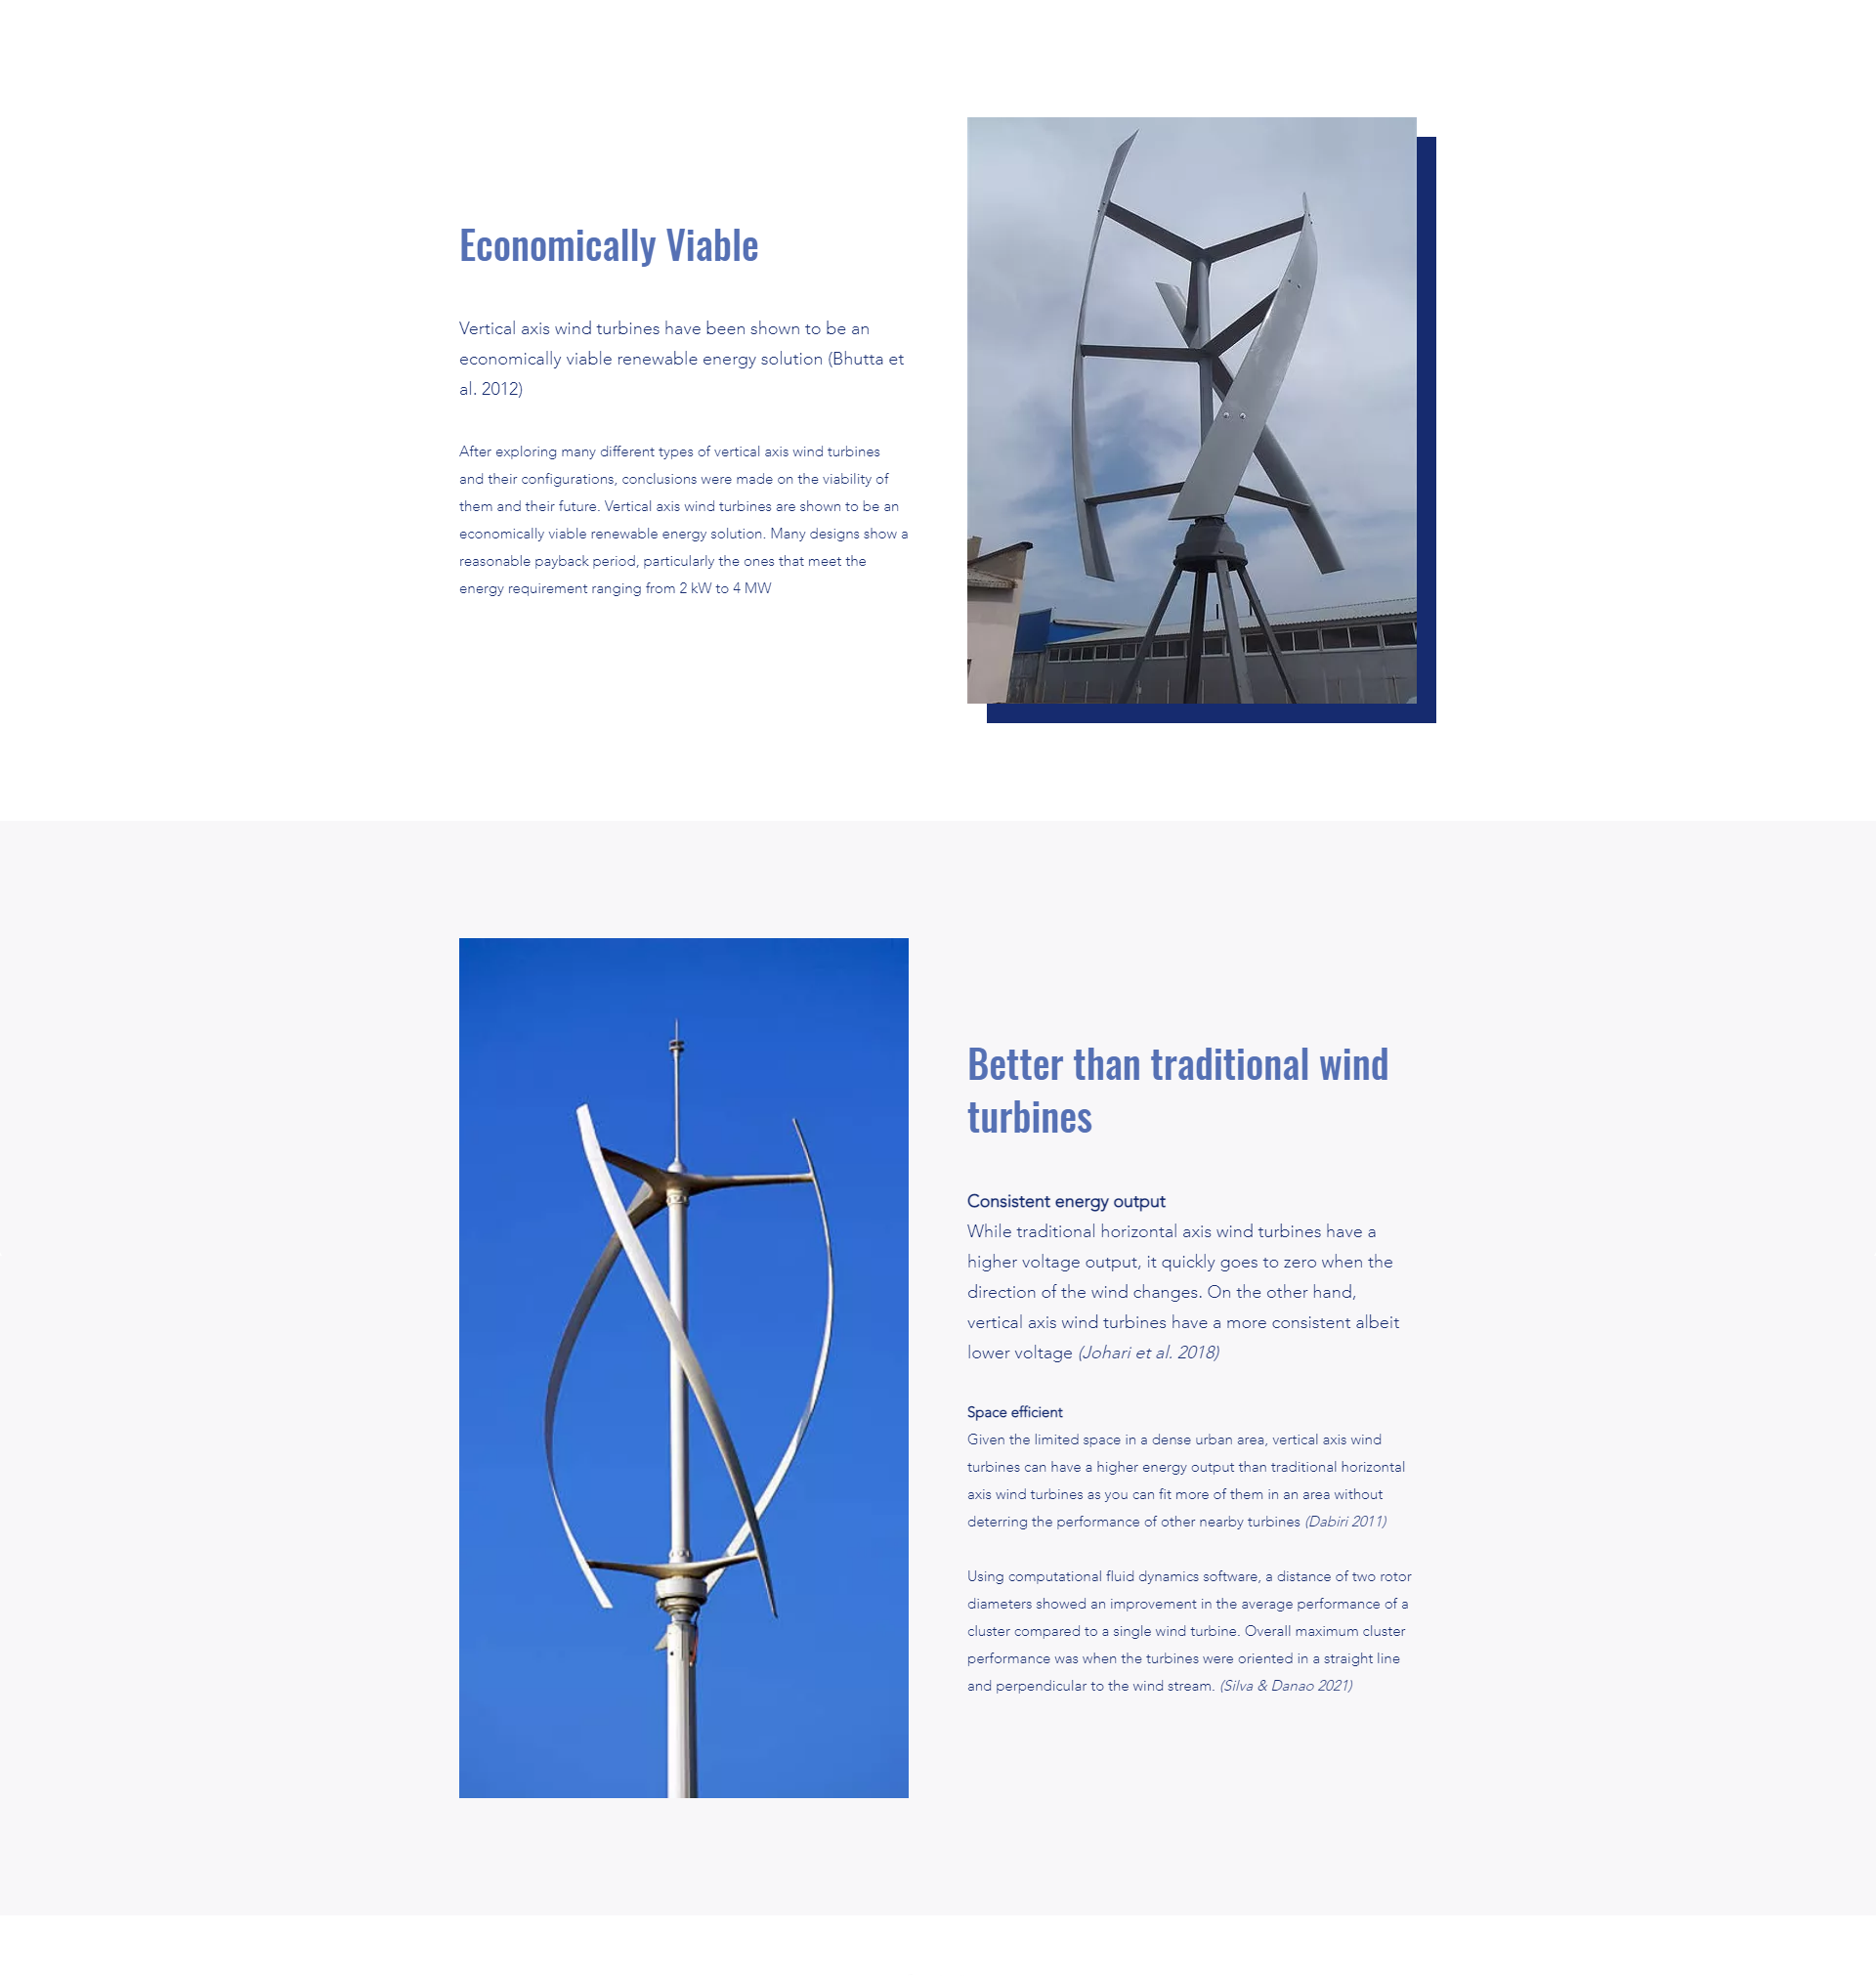 Economically Viable
Vertical axis wind turbines have been shown to be an
economically viable renewable energy solution (Bhutta et
al. 2012)
After exploring many different types of vertical axis wind turbines
and their configurations, conclusions were made on the viability of
them and their future. Vertical axis wind turbines are shown to be an
economically viable renewable energy solution. Many designs show a
reasonable payback period, particularly the ones that meet the
energy requirement ranging from 2 kW to 4 MW
Better than traditional wind
turbines
Consistent energy output
While traditional horizontal axis wind turbines have a
higher voltage output, it quickly goes to zero when the
direction of the wind changes. On the other hand,
vertical axis wind turbines have a more consistent albeit
lower voltage (Johari et al. 2018)
Space efficient
Given the limited space in a dense urban area, vertical axis wind
turbines can have a higher energy output than traditional horizontal
axis wind turbines as you can fit more of them in an area without
deterring the performance of other nearby turbines (Dabiri 2011)
Using computational fluid dynamics software, a distance of two rotor
diameters showed an improvement in the average performance of a
cluster compared to a single wind turbine. Overall maximum cluster
performance was when the turbines were oriented in a straight line
and perpendicular to the wind stream. (Silva & Danao 2021)